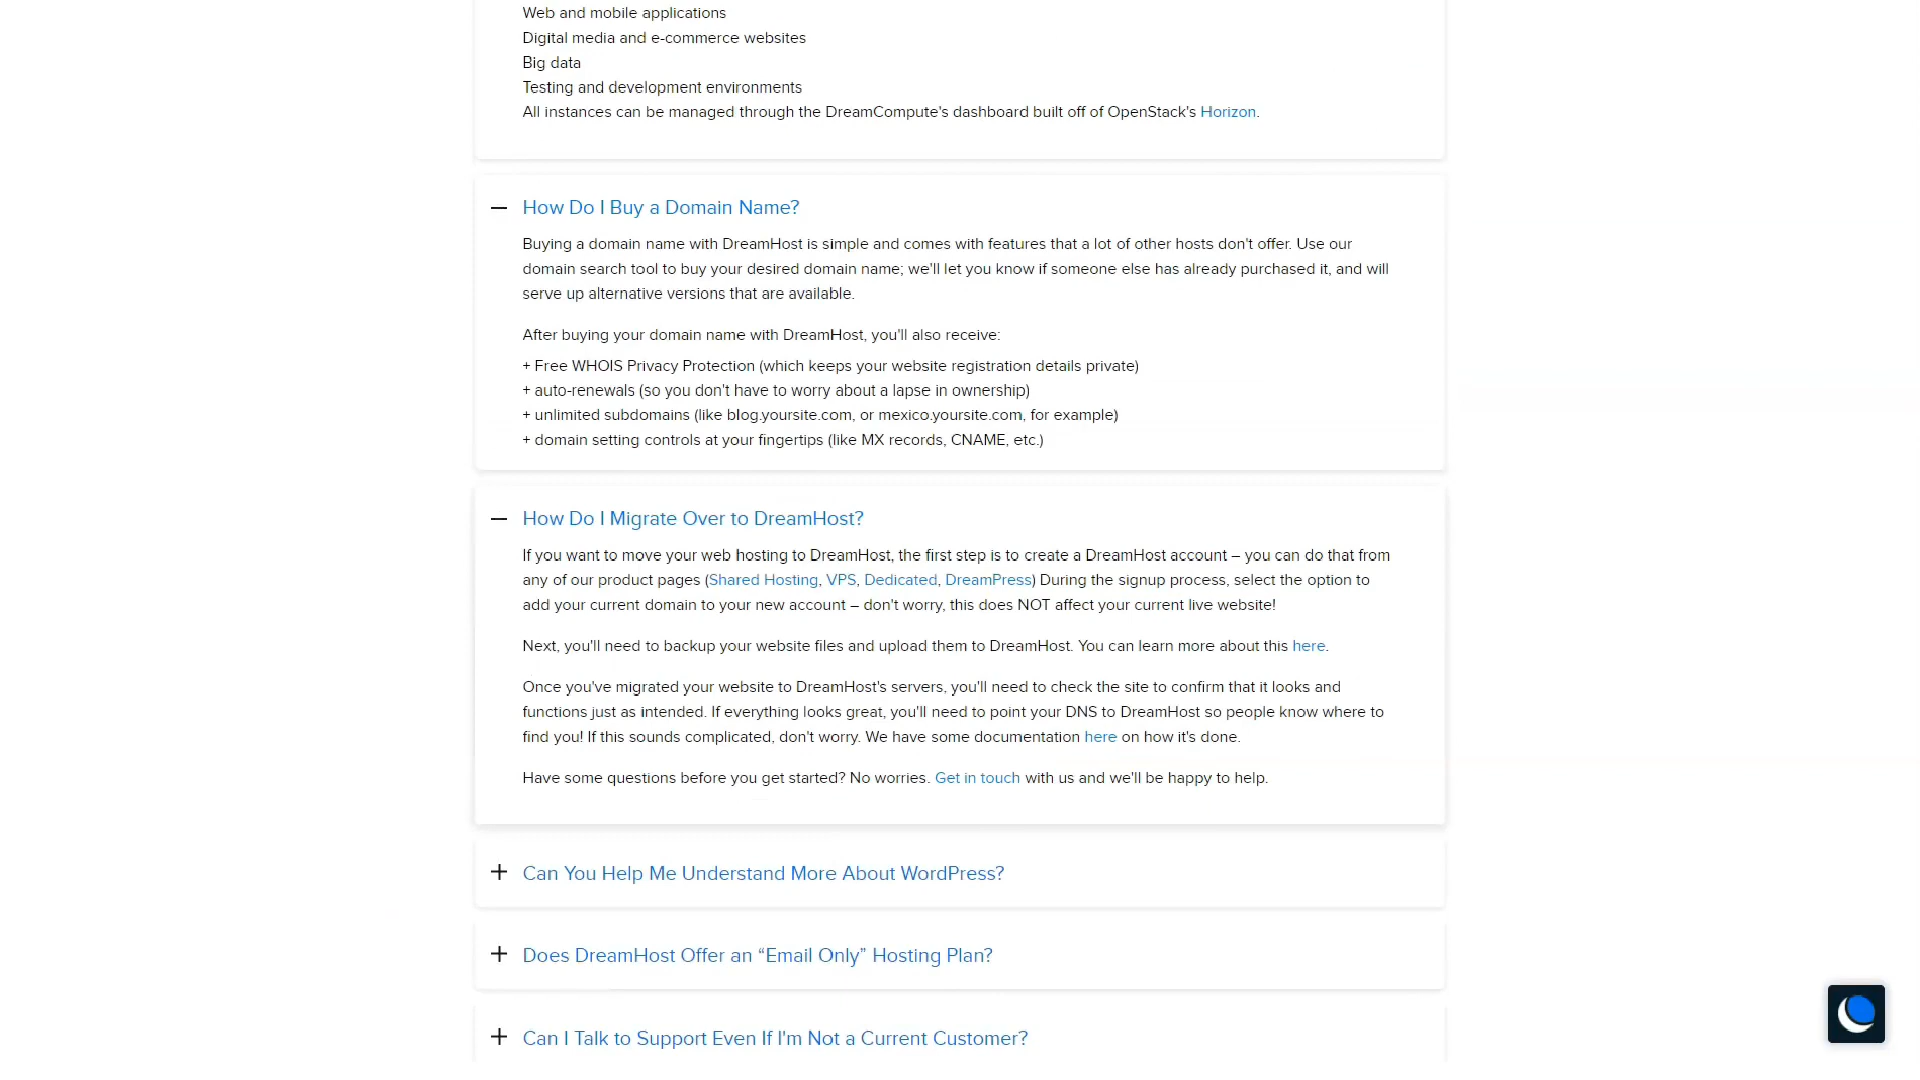 Web and mobile applications
Digital media and e-commerce websites
Big data
Testing and development environments
All instances can be managed through the DreamCompute's dashboard built off of OpenStack's Horizon.
How Do I Buy a Domain Name?
Buying a domain name with DreamHost is simple and comes with features that a lot of other hosts don't offer. Use our
domain search tool to buy your desired domain name; we'll let you know if someone else has already purchased it, and will
serve up alternative versions that are available.
After buying your domain name with DreamHost, you'll also receive:
+ Free WHOIS Privacy Protection (which keeps your website registration details private)
+ auto-renewals (so you don't have to worry about a lapse in ownership)
+ unlimited subdomains (like blog.yoursite.com, or mexico.yoursite.com, for example)
+ domain setting controls at your fingertips (like MX records, CNAME, etc.)
How Do I Migrate Over to DreamHost?
If you want to move your web hosting to DreamHost, the first step is to create a DreamHost account – you can do that from
any of our product pages (Shared Hosting, VPS, Dedicated, DreamPress) During the signup process, select the option to
add your current domain to your new account – don't worry, this does NOT affect your current live website!
Next, you'll need to backup your website files and upload them to DreamHost. You can learn more about this here.
Once you've migrated your website to DreamHost's servers, you'll need to check the site to confirm that it looks and
functions just as intended. If everything looks great, you'll need to point your DNS to DreamHost so people know where to
find you! If this sounds complicated, don't worry. We have some documentation here on how it's done.
Have some questions before you get started? No worries. Get in touch with us and we'll be happy to help.
Can You Help Me Understand More About WordPress?
Does DreamHost Offer an “Email Only” Hosting Plan?
Can I Talk to Support Even If I'm Not a Current Customer?